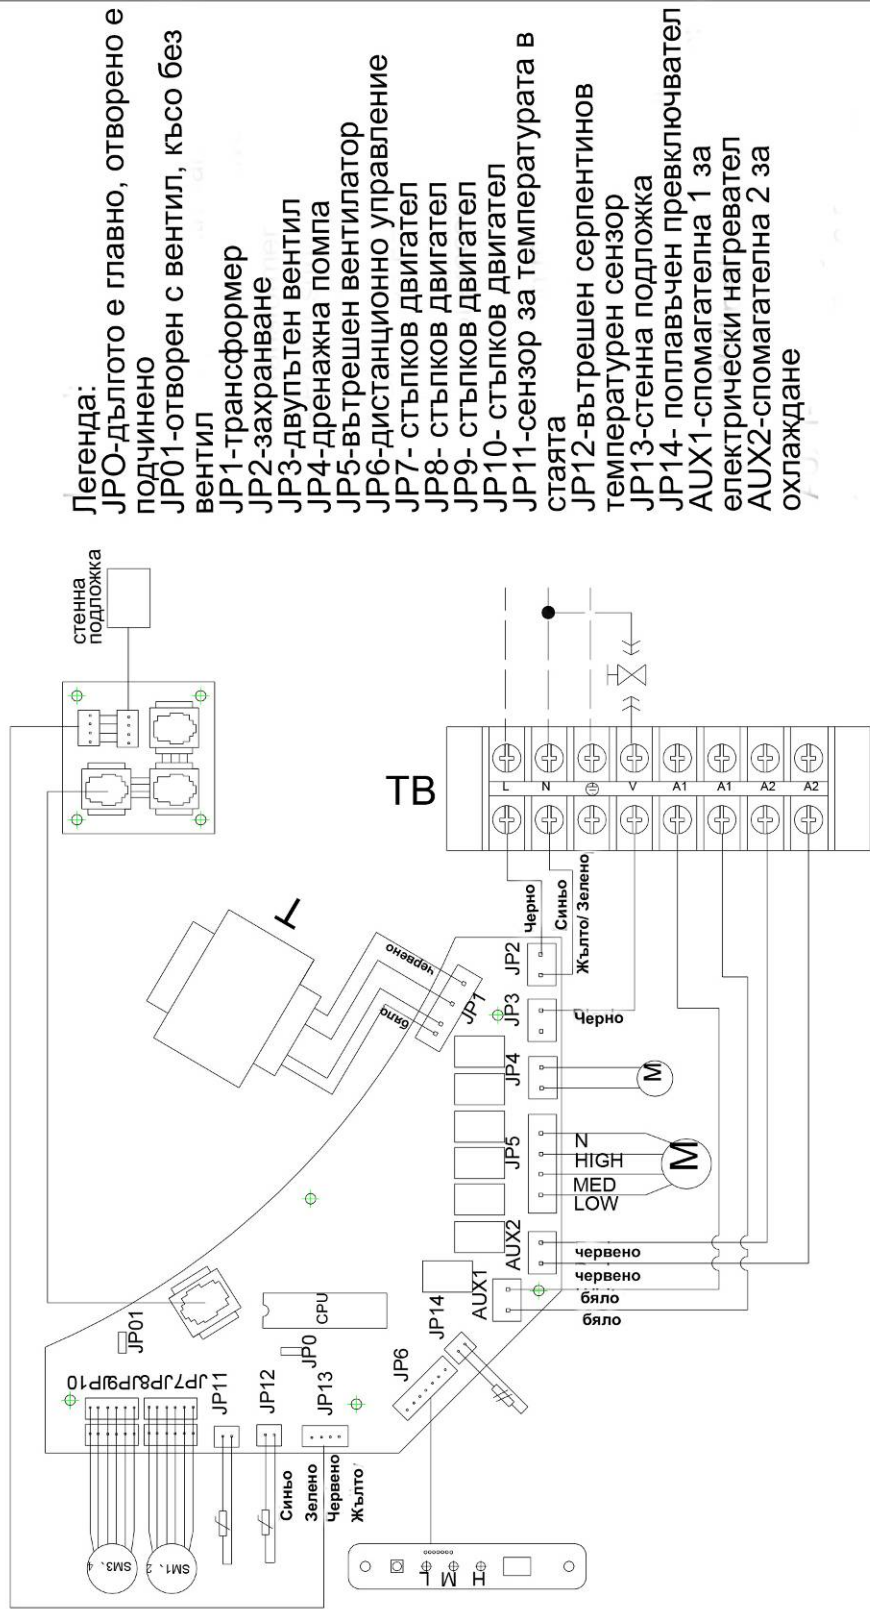 Легенда:
JPO-дългото е главно, отворено е
подчинено
JP01-отворен с вентил, късо без
вентил
JP1-трансформер
JP2-захранване
JP3-двупътен вентил
JP4-дренажна помпа
JP5-вътрешен вентилатор
JP6-дистанционно управление
JP7- стъпков двигател
JP8- стъпков двигател
JP9- стъпков двигател
JP10- стъпков двигател
JP11-сензор за температурата в
стаята
JP12-вътрешен серпентинов
температурен сензор
JP13-стенна подложка
JP14- поплавъчен превключвател
AUX1-спомагателна 1 за
електрически нагревател
AUX2-спомагателна 2 за
охлаждане
стенна
подложка
TB
L N V A1 A1 A2 A2
T
червено
бяло
JP1
JP2
JP3
JP4
JP5
AUX2
AUX1
JP14
JP6
Черно
Синьо
Жълто/ Зелено
Черно
M
N
HIGH
MED
LOW
M
червено
червено
бяло
бяло
CPU
JP01
JP0
JP10
JP9
JP8
JP7
JP11
JP12
JP13
Синьо
Зелено
Червено
Жълто
SM3、4
SM1、2
L M H